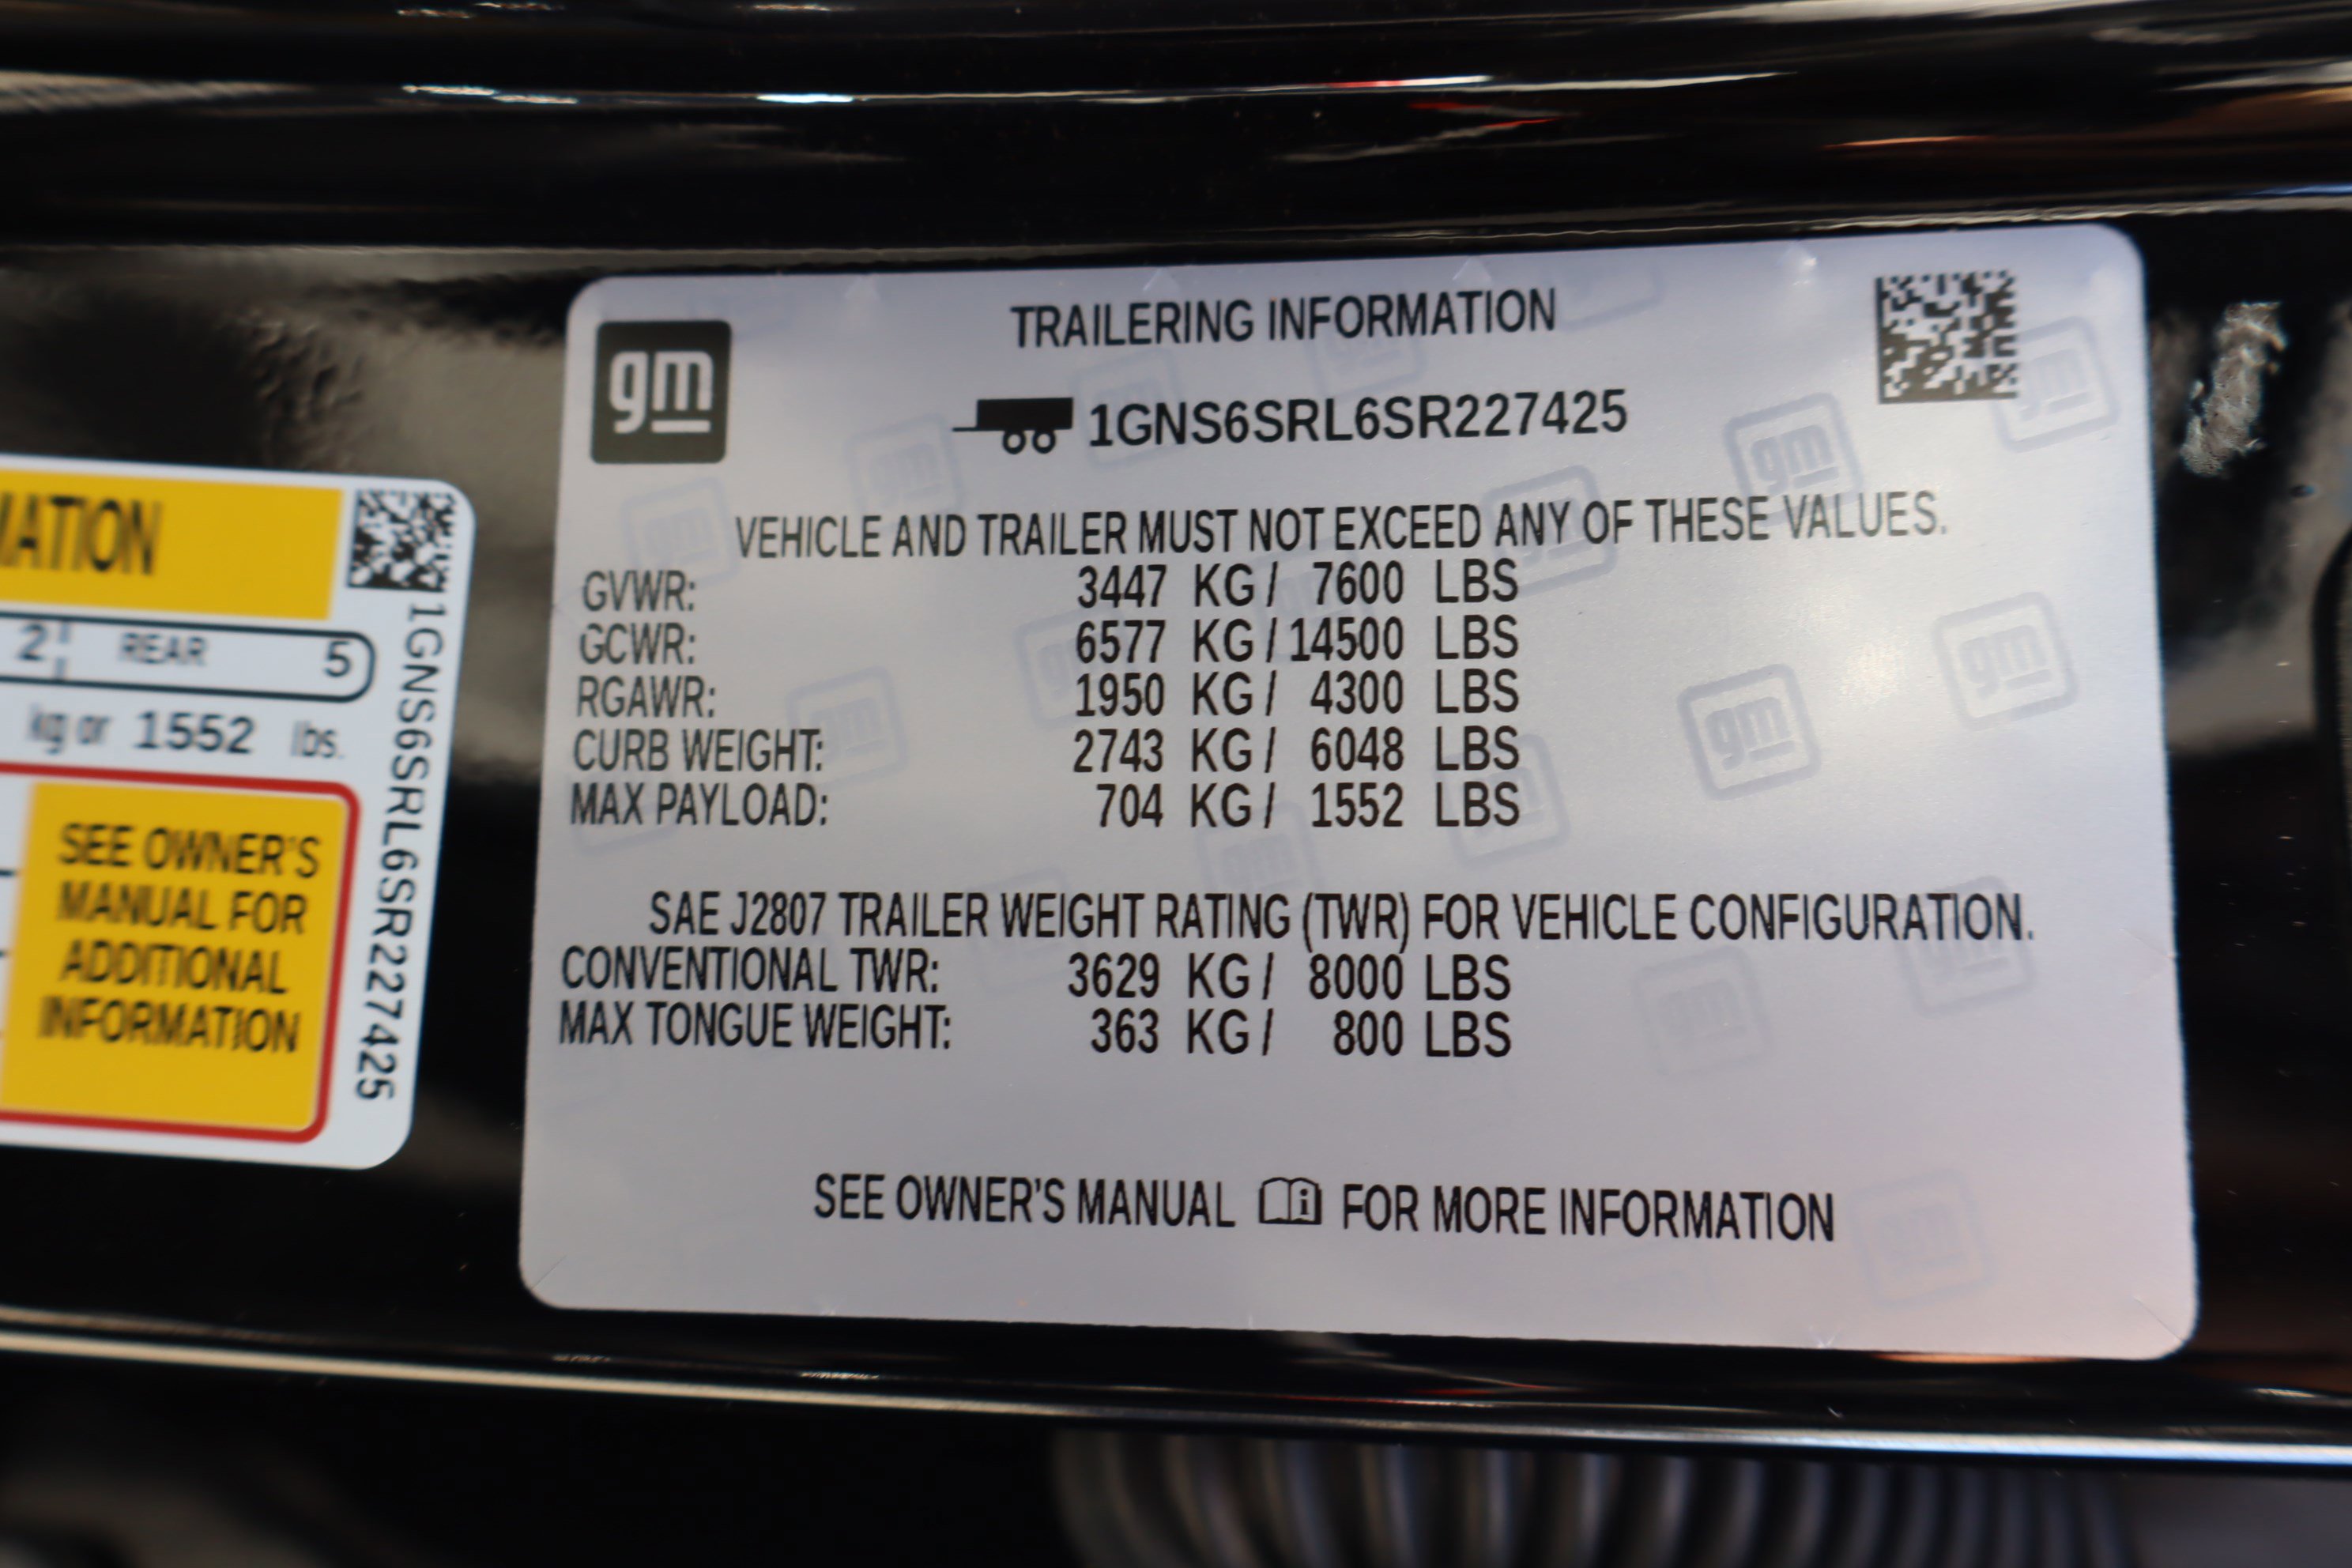 MATION
2 REAR 5
kg or 1552 lbs.
SEE OWNER'S
MANUAL FOR
ADDITIONAL
INFORMATION
1GNS6SRL6SR227425
gm
TRAILERING INFORMATION
1GNS6SRL6SR227425
VEHICLE AND TRAILER MUST NOT EXCEED ANY OF THESE VALUES.
GVWR: 3447 KG / 7600 LBS
GCWR: 6577 KG / 14500 LBS
RGAWR: 1950 KG / 4300 LBS
CURB WEIGHT: 2743 KG / 6048 LBS
MAX PAYLOAD: 704 KG / 1552 LBS
SAE J2807 TRAILER WEIGHT RATING (TWR) FOR VEHICLE CONFIGURATION.
CONVENTIONAL TWR: 3629 KG / 8000 LBS
MAX TONGUE WEIGHT: 363 KG / 800 LBS
SEE OWNER'S MANUAL i FOR MORE INFORMATION